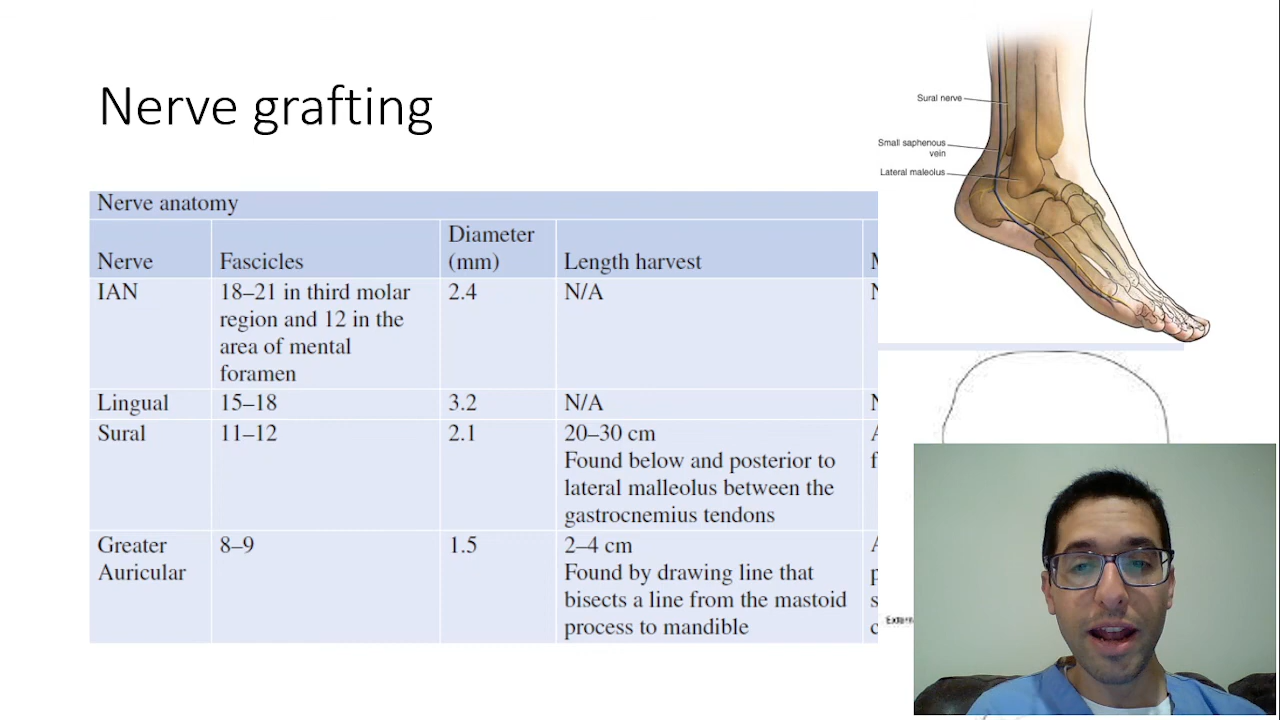 Nerve grafting
Sural nerve
Small saphenous
vein
Lateral maleolus
Nerve anatomy
Nerve
Fascicles
Diameter
(mm)
Length harvest
IAN
18–21 in third molar
region and 12 in the
area of mental
foramen
2.4
N/A
Lingual
15–18
3.2
N/A
Sural
11–12
2.1
20–30 cm
Found below and posterior to
lateral malleolus between the
gastrocnemius tendons
Greater
Auricular
8–9
1.5
2–4 cm
Found by drawing line that
bisects a line from the mastoid
process to mandible